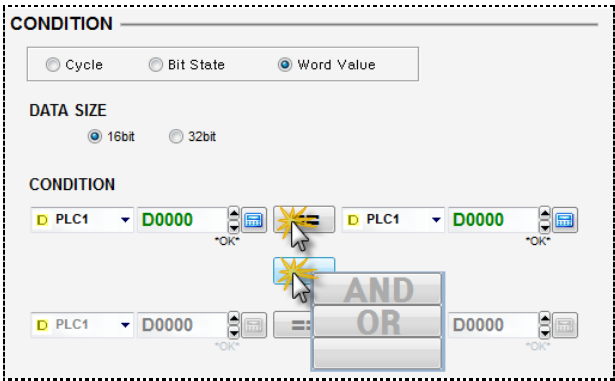 CONDITION
Cycle Bit State Word Value
DATA SIZE
16bit 32bit
CONDITION
D PLC1 D0000 == D PLC1 D0000
*OK* *OK*
AND
D PLC1 D0000 == OR D0000
*OK* *OK*